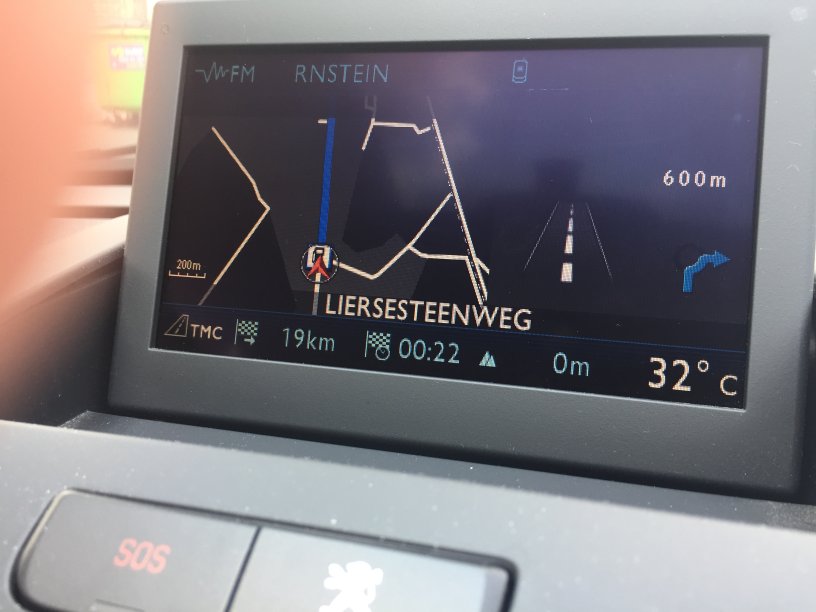 FM RNSTEIN
600m
200m
LIERSESTEENWEG
TMC 19km 00:22 0m 32° C
SOS